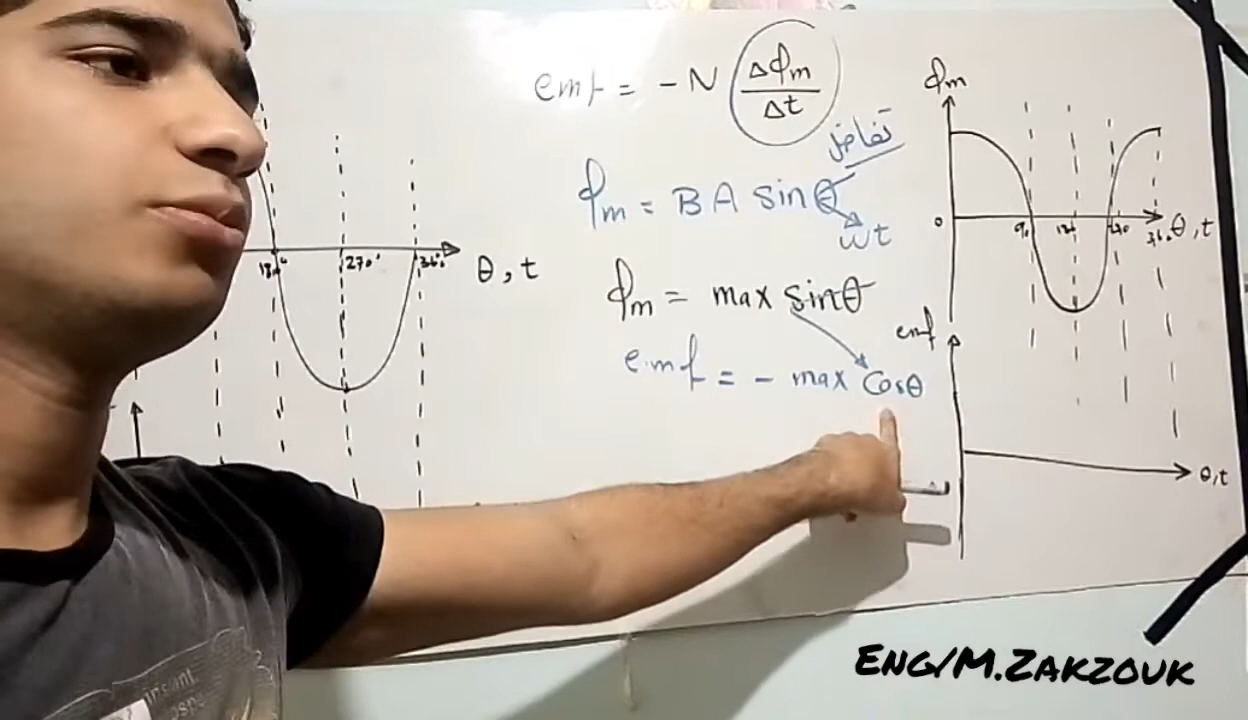 emf = - N Δφm / Δt
تفاضل
φm = B A sin θ
ωt
φm = max sin θ
e.m.f = - max Cos θ
180° 270° 360°
θ, t
φm
0 90 180 270 360 θ, t
emf
θ, t
ENG/M.ZAKZOUK